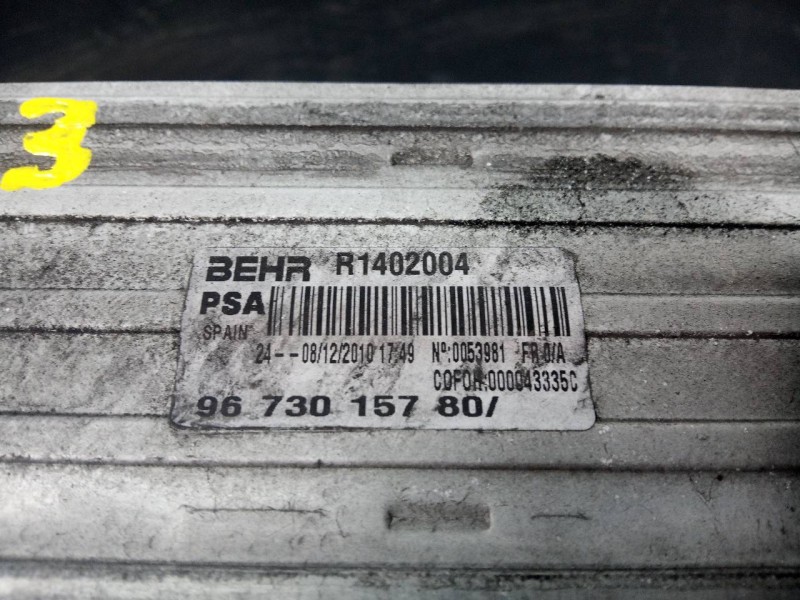 3
BEHR R1402004
PSA
SPAIN
24--08/12/2010 17:49 Nº:0053981 FR 0/A
COFOR:000043335C
96 730 157 80/